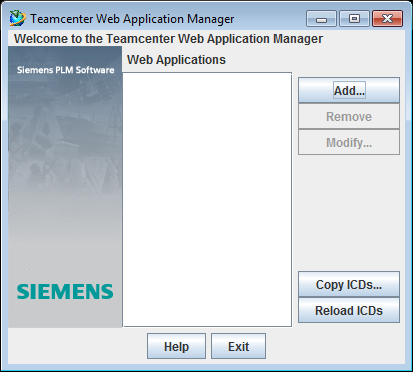 Teamcenter Web Application Manager
Welcome to the Teamcenter Web Application Manager
Siemens PLM Software
Web Applications
Add...
Remove
Modify...
SIEMENS
Copy ICDs...
Reload ICDs
Help
Exit